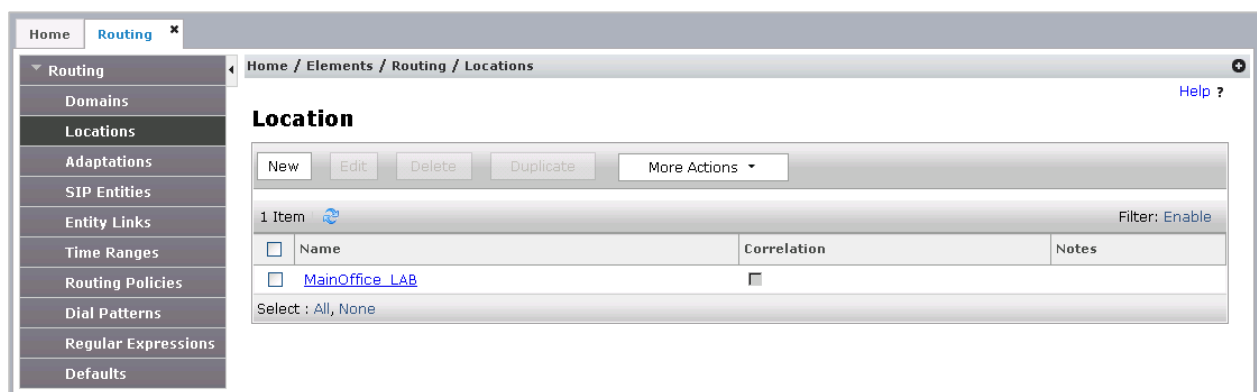 Home Routing ×
Routing
Domains
Locations
Adaptations
SIP Entities
Entity Links
Time Ranges
Routing Policies
Dial Patterns
Regular Expressions
Defaults
Home / Elements / Routing / Locations
Help ?
Location
New Edit Delete Duplicate More Actions
1 Item Filter: Enable
Name Correlation Notes
MainOffice_LAB
Select : All, None